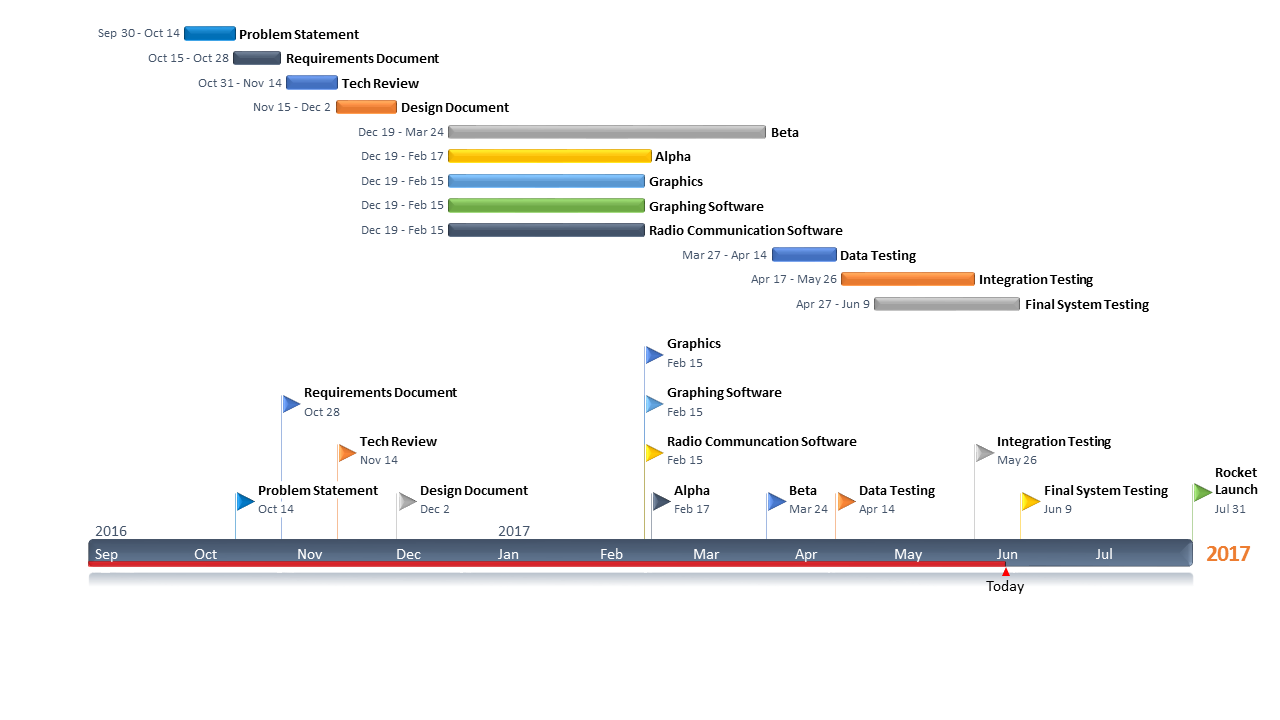 Sep 30 - Oct 14 Problem Statement
Oct 15 - Oct 28 Requirements Document
Oct 31 - Nov 14 Tech Review
Nov 15 - Dec 2 Design Document
Dec 19 - Mar 24 Beta
Dec 19 - Feb 17 Alpha
Dec 19 - Feb 15 Graphics
Dec 19 - Feb 15 Graphing Software
Dec 19 - Feb 15 Radio Communication Software
Mar 27 - Apr 14 Data Testing
Apr 17 - May 26 Integration Testing
Apr 27 - Jun 9 Final System Testing
Graphics
Feb 15
Requirements Document
Oct 28
Graphing Software
Feb 15
Tech Review
Nov 14
Radio Communcation Software
Feb 15
Integration Testing
May 26
Problem Statement
Oct 14
Design Document
Dec 2
Alpha
Feb 17
Beta
Mar 24
Data Testing
Apr 14
Final System Testing
Jun 9
Rocket
Launch
Jul 31
2016 2017
Sep Oct Nov Dec Jan Feb Mar Apr May Jun Jul 2017
Today